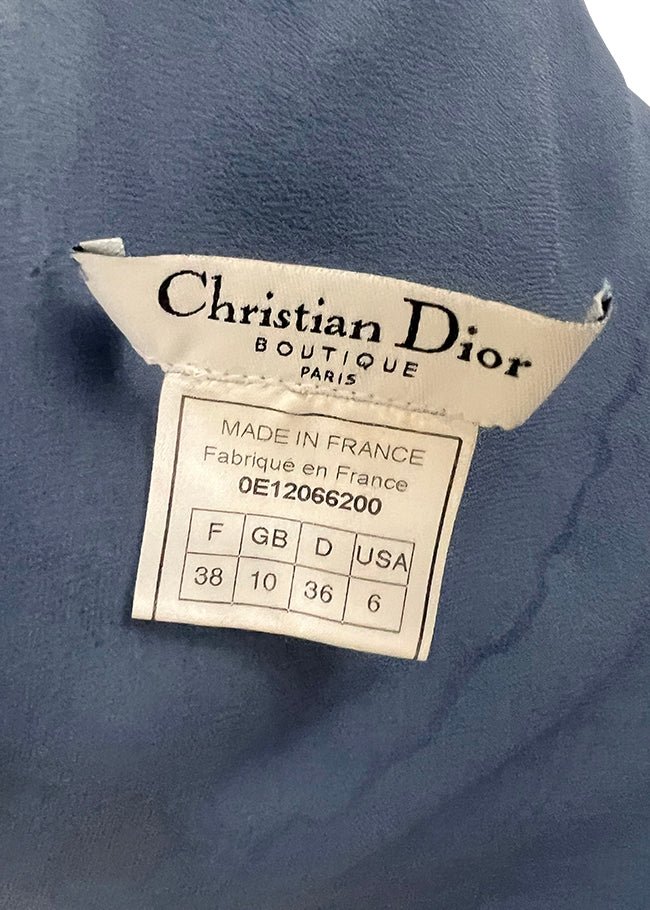 Christian Dior
BOUTIQUE
PARIS
MADE IN FRANCE
Fabriqué en France
0E12066200
F GB D USA
38 10 36 6